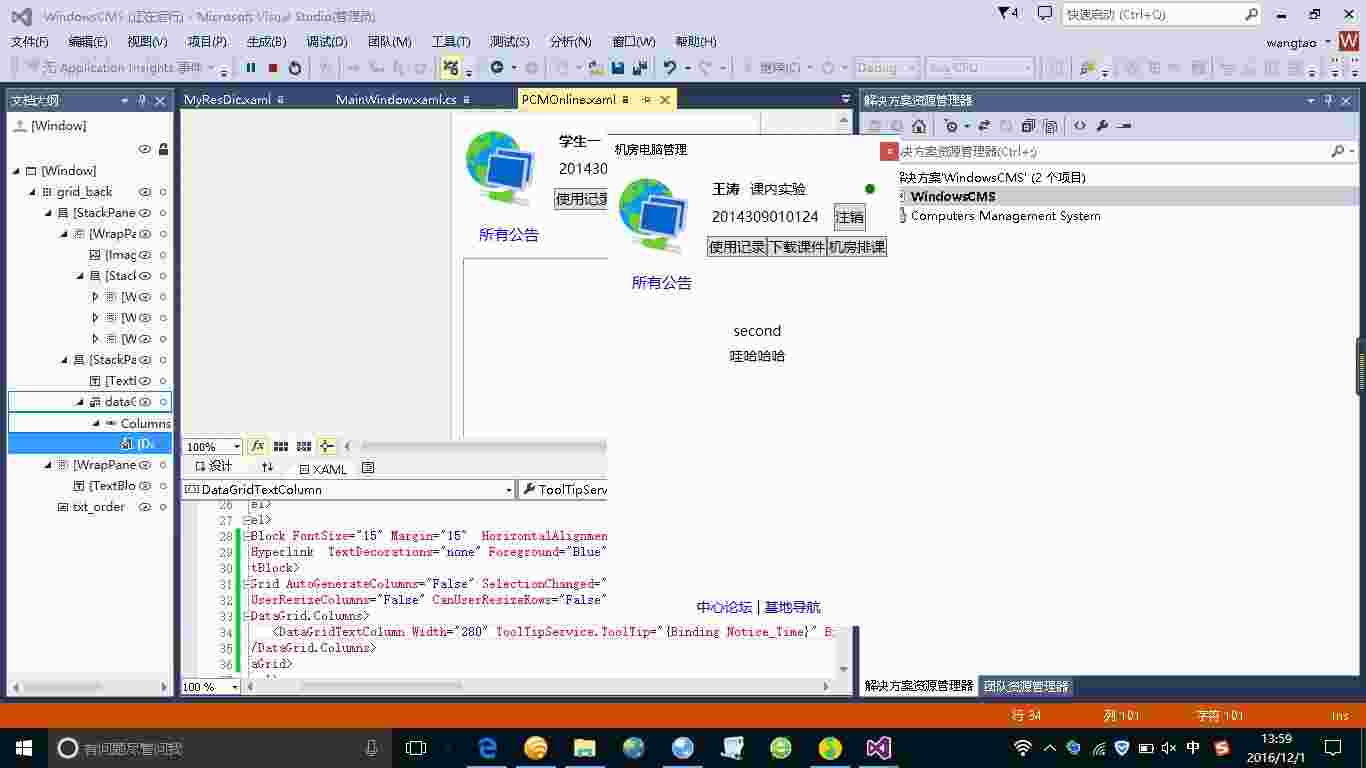 WindowsCMS (正在运行) - Microsoft Visual Studio(管理员)
4
快速启动 (Ctrl+Q)
文件(F) 编辑(E) 视图(V) 项目(P) 生成(B) 调试(D) 团队(M) 工具(T) 测试(S) 分析(N) 窗口(W) 帮助(H)
wangtao W
无 Application Insights 事件
继续(C) Debug Any CPU
文档大纲
MyResDic.xaml MainWindow.xaml.cs PCMOnline.xaml
解决方案资源管理器
[Window]
[Window]
grid_back
[StackPane
[WrapPa
[Imag
[Stack
[W
[W
[W
[StackPa
[TextI
dataG
Columns
[Da
[WrapPane
[TextBlo
txt_order
学生一
201430
使用记录
所有公告
机房电脑管理
王涛 课内实验
2014309010124 注销
使用记录 下载课件 机房排课
所有公告
second
哇哈哈哈
中心论坛 | 基地导航
决方案资源管理器(Ctrl+;)
解决方案'WindowsCMS' (2 个项目)
WindowsCMS
Computers Management System
100%
设计 XAML
DataGridTextColumn ToolTipServ
26 el>
27 el>
28 Block FontSize="15" Margin="15" HorizontalAlignmen
29 Hyperlink TextDecorations="none" Foreground="Blue"
30 tBlock>
31 Grid AutoGenerateColumns="False" SelectionChanged="
32 UserResizeColumns="False" CanUserResizeRows="False"
33 DataGrid.Columns>
34 <DataGridTextColumn Width="280" ToolTipService.ToolTip="{Binding Notice_Time}" Bi
35 /DataGrid.Columns>
36 aGrid>
100 %
解决方案资源管理器 团队资源管理器
行 34 列 101 字符 101 Ins
有问题尽管问我
中
13:59
2016/12/1